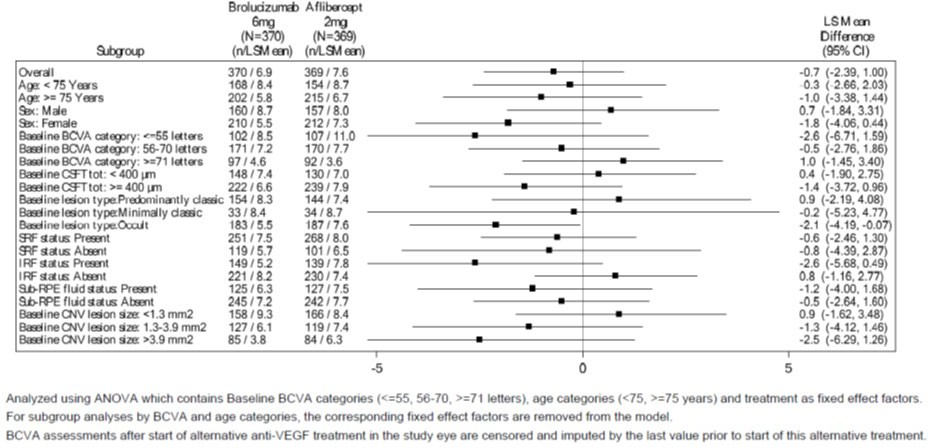 Brolucizumab Aflibercept
6mg 2mg
(N=370) (N=369)
Subgroup (n/LSMean) (n/LSMean) LSMean Difference (95% CI)
Overall 370 / 6.9 369 / 7.6 -0.7 (-2.39, 1.00)
Age: < 75 Years 168 / 8.4 154 / 8.7 -0.3 (-2.66, 2.03)
Age: >= 75 Years 202 / 5.8 215 / 6.7 -1.0 (-3.38, 1.44)
Sex: Male 160 / 8.7 157 / 8.0 0.7 (-1.84, 3.31)
Sex: Female 210 / 5.5 212 / 7.3 -1.8 (-4.06, 0.44)
Baseline BCVA category: <=55 letters 102 / 8.5 107 / 11.0 -2.6 (-6.71, 1.59)
Baseline BCVA category: 56-70 letters 171 / 7.2 170 / 7.7 -0.5 (-2.76, 1.86)
Baseline BCVA category: >=71 letters 97 / 4.6 92 / 3.6 1.0 (-1.45, 3.40)
Baseline CSFT tot: < 400 µm 148 / 7.4 130 / 7.0 0.4 (-1.90, 2.75)
Baseline CSFT tot: >= 400 µm 222 / 6.6 239 / 7.9 -1.4 (-3.72, 0.96)
Baseline lesion type:Predominantly classic 154 / 8.3 144 / 7.4 0.9 (-2.19, 4.08)
Baseline lesion type:Minimally classic 33 / 8.4 34 / 8.7 -0.2 (-5.23, 4.77)
Baseline lesion type:Occult 183 / 5.5 187 / 7.6 -2.1 (-4.19, -0.07)
SRF status: Present 251 / 7.5 268 / 8.0 -0.6 (-2.46, 1.30)
SRF status: Absent 119 / 5.7 101 / 6.5 -0.8 (-4.39, 2.87)
IRF status: Present 149 / 5.2 139 / 7.8 -2.6 (-5.68, 0.49)
IRF status: Absent 221 / 8.2 230 / 7.4 0.8 (-1.16, 2.77)
Sub-RPE fluid status: Present 125 / 6.3 127 / 7.5 -1.2 (-4.00, 1.68)
Sub-RPE fluid status: Absent 245 / 7.2 242 / 7.7 -0.5 (-2.64, 1.60)
Baseline CNV lesion size: <1.3 mm2 158 / 9.3 166 / 8.4 0.9 (-1.62, 3.48)
Baseline CNV lesion size: 1.3-3.9 mm2 127 / 6.1 119 / 7.4 -1.3 (-4.12, 1.46)
Baseline CNV lesion size: >3.9 mm2 85 / 3.8 84 / 6.3 -2.5 (-6.29, 1.26)
-5 0 5
Analyzed using ANOVA which contains Baseline BCVA categories (<=55, 56-70, >=71 letters), age categories (<75, >=75 years) and treatment as fixed effect factors.
For subgroup analyses by BCVA and age categories, the corresponding fixed effect factors are removed from the model.
BCVA assessments after start of alternative anti-VEGF treatment in the study eye are censored and imputed by the last value prior to start of this alternative treatment.